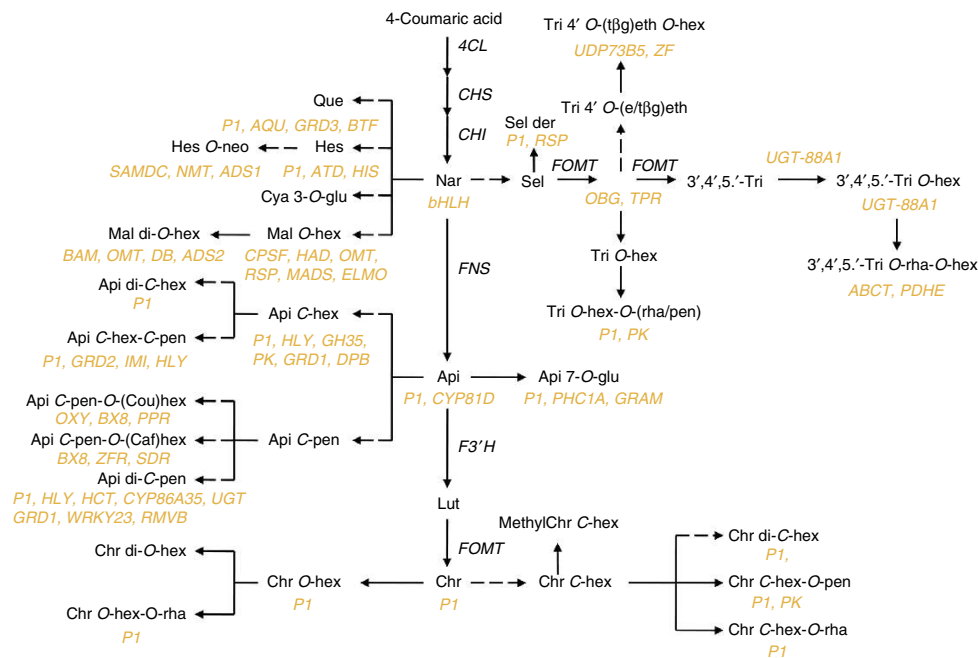 4-Coumaric acid
4CL
CHS
CHI
Que
P1, AQU, GRD3, BTF
Hes O-neo
SAMDC, NMT, ADS1
Hes
P1, ATD, HIS
Cya 3-O-glu
Mal di-O-hex
BAM, OMT, DB, ADS2
Mal O-hex
CPSF, HAD, OMT,
RSP, MADS, ELMO
Nar
bHLH
Sel der
P1, RSP
Sel
FOMT
Tri 4′ O-(tβg)eth O-hex
UDP73B5, ZF
Tri 4′ O-(e/tβg)eth
OBG, TPR
FOMT
3′,4′,5.′-Tri
UGT-88A1
3′,4′,5.′-Tri O-hex
UGT-88A1
3′,4′,5.′-Tri O-rha-O-hex
ABCT, PDHE
Tri O-hex
Tri O-hex-O-(rha/pen)
P1, PK
FNS
Api di-C-hex
P1
Api C-hex
P1, HLY, GH35,
PK, GRD1, DPB
Api C-hex-C-pen
P1, GRD2, IMI, HLY
Api
P1, CYP81D
Api 7-O-glu
P1, PHC1A, GRAM
Api C-pen-O-(Cou)hex
OXY, BX8, PPR
Api C-pen-O-(Caf)hex
BX8, ZFR, SDR
Api C-pen
Api di-C-pen
P1, HLY, HCT, CYP86A35, UGT
GRD1, WRKY23, RMVB
F3′H
Lut
FOMT
Chr di-O-hex
Chr O-hex
P1
Chr O-hex-O-rha
P1
Chr
P1
MethylChr C-hex
Chr C-hex
Chr di-C-hex
P1,
Chr C-hex-O-pen
P1, PK
Chr C-hex-O-rha
P1